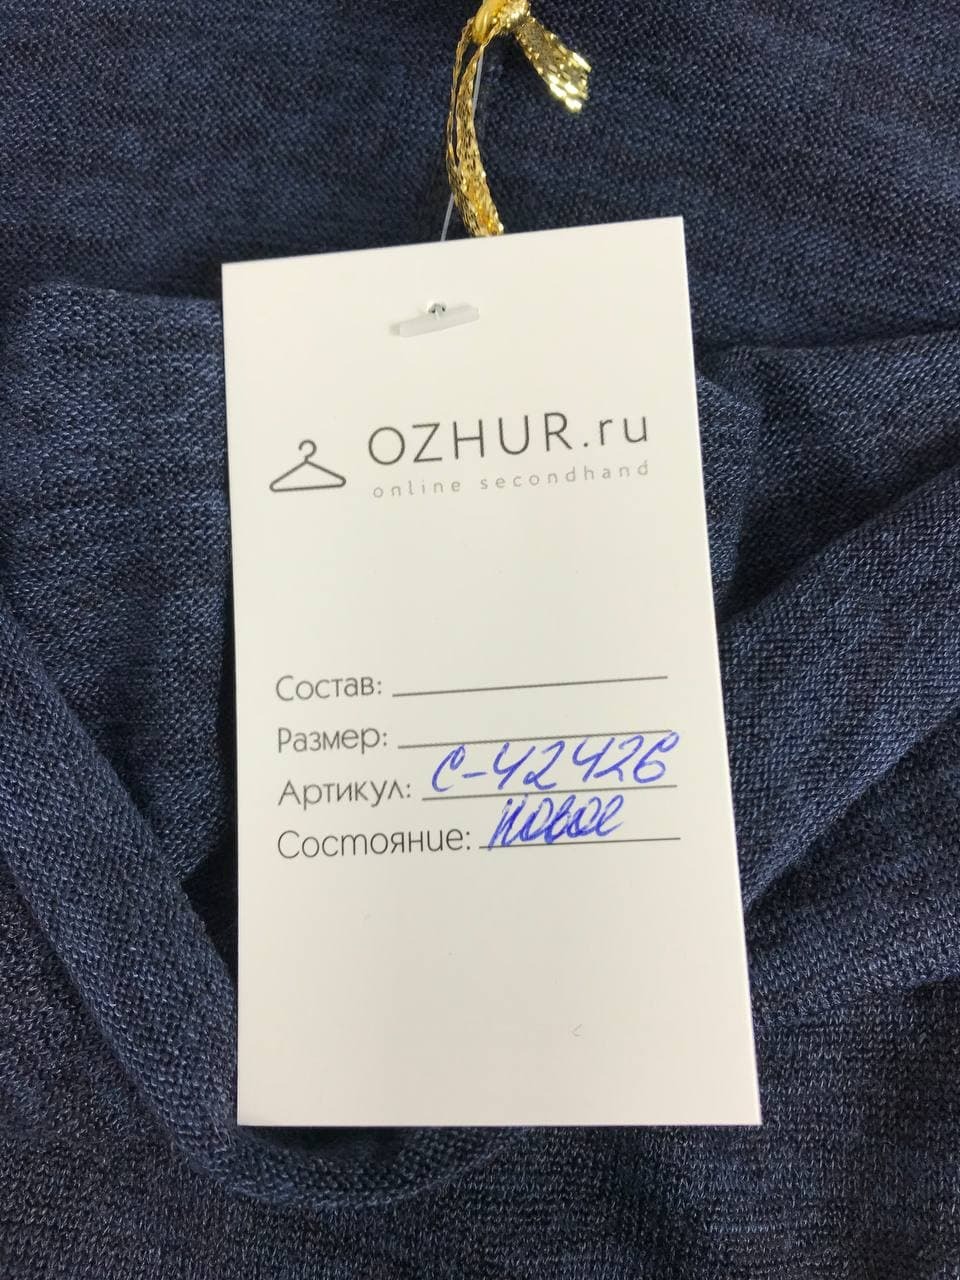 OZHUR.ru
online secondhand
Состав:
Размер:
Артикул: С-42426
Состояние: новое